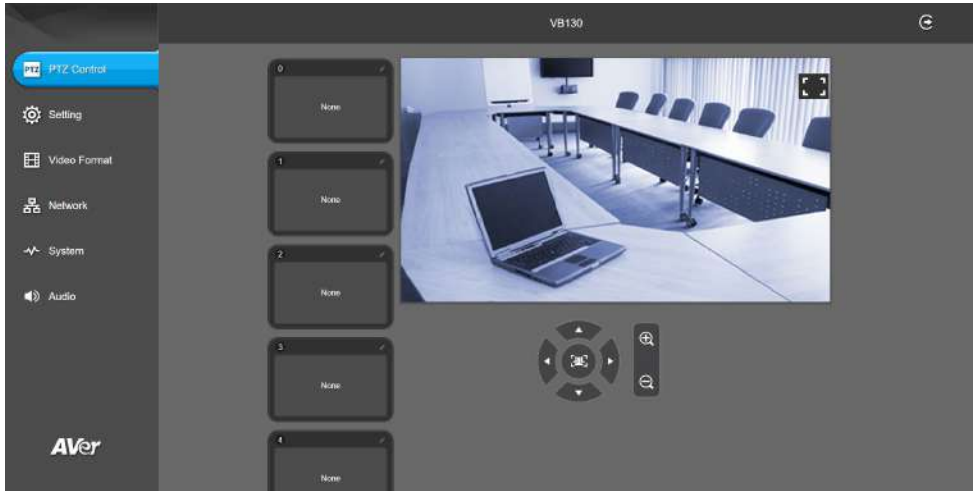 VB130
PTZ PTZ Control
Setting
Video Format
Network
System
Audio
0
None
1
None
2
None
3
None
4
None
AVer